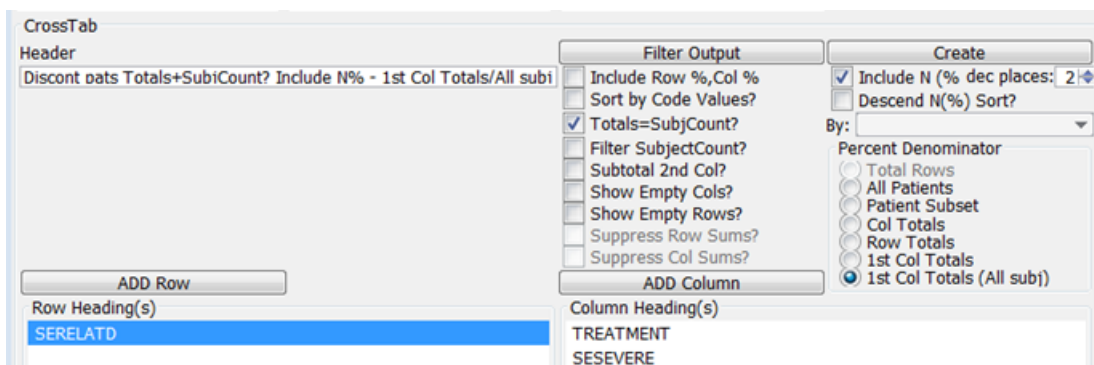 CrossTab
Header
Filter Output
Create
Discont pats Totals+SubjCount? Include N% - 1st Col Totals/All subj
Include Row %,Col %
Include N (% dec places: 2
Sort by Code Values?
Descend N(%) Sort?
Totals=SubjCount?
By:
Filter SubjectCount?
Percent Denominator
Subtotal 2nd Col?
Total Rows
Show Empty Cols?
All Patients
Show Empty Rows?
Patient Subset
Suppress Row Sums?
Col Totals
Suppress Col Sums?
Row Totals
1st Col Totals
1st Col Totals (All subj)
ADD Row
ADD Column
Row Heading(s)
Column Heading(s)
SERELATD
TREATMENT
SESEVERE